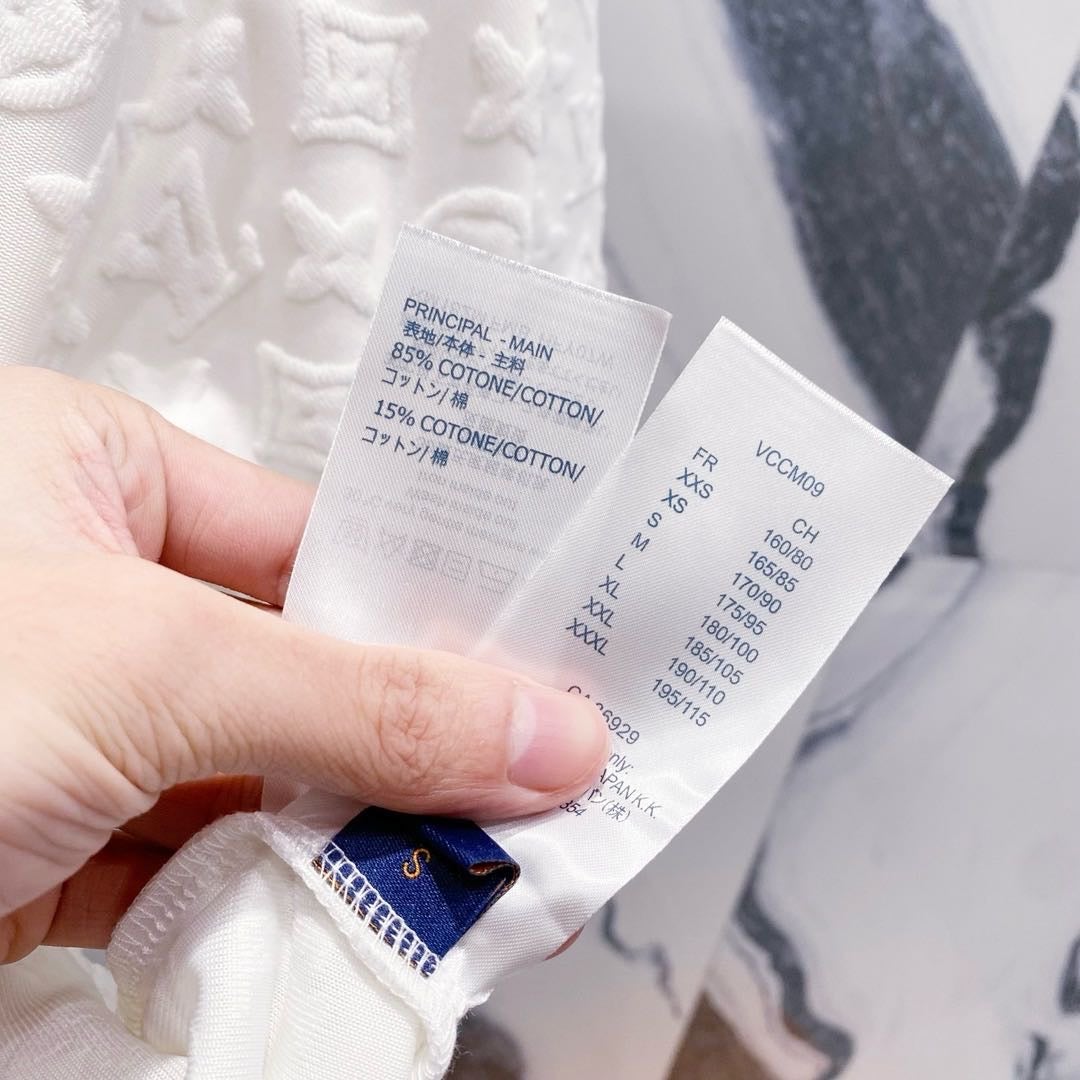 PRINCIPAL - MAIN
表地/本体 - 主料
85% COTONE/COTTON/
コットン/ 棉
15% COTONE/COTTON/
コットン/ 棉
VCCM09
FR CH
XXS 160/80
XS 165/85
S 170/90
M 175/95
L 180/100
XL 185/105
XXL 190/110
XXXL 195/115
K.K.
(株)
S